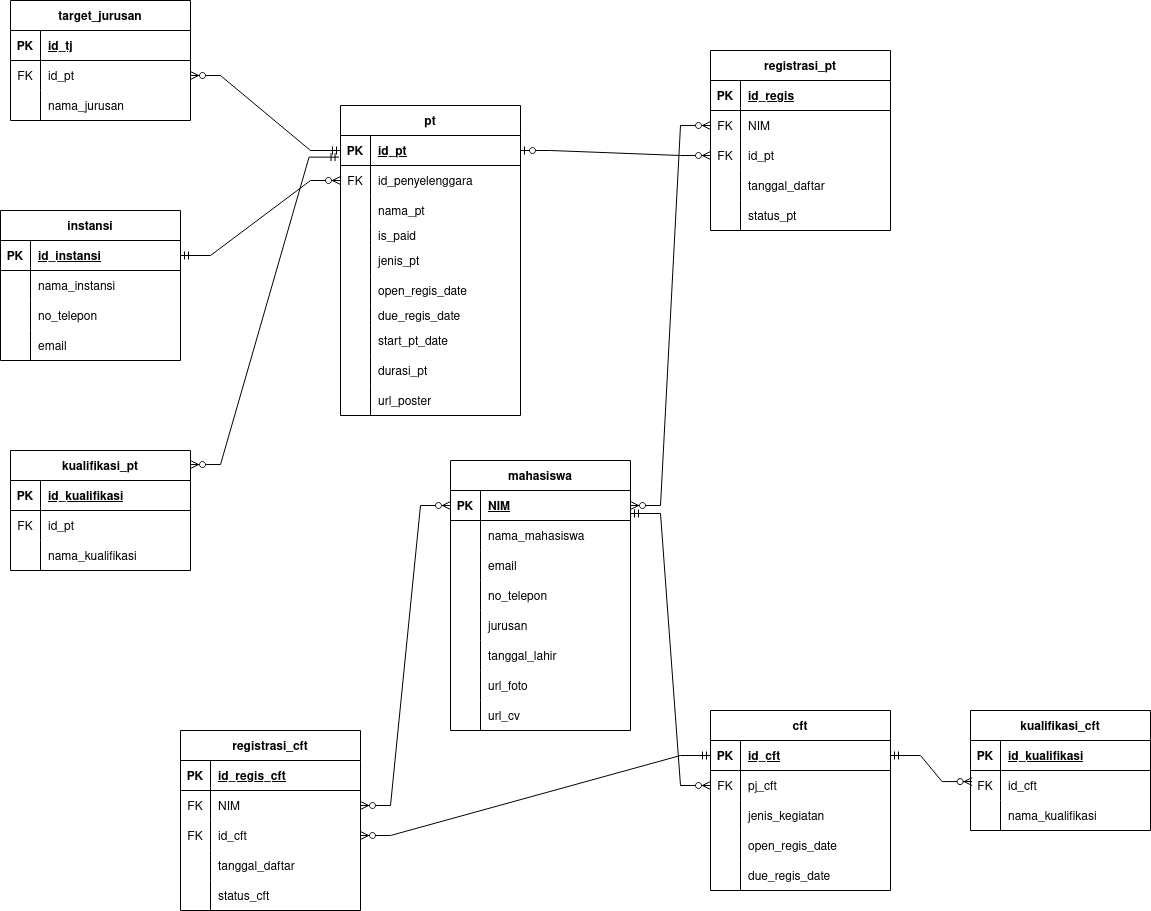 target_jurusan
PK id_tj
FK id_pt
nama_jurusan
registrasi_pt
PK id_regis
FK NIM
FK id_pt
tanggal_daftar
status_pt
pt
PK id_pt
FK id_penyelenggara
nama_pt
is_paid
jenis_pt
open_regis_date
due_regis_date
start_pt_date
durasi_pt
url_poster
instansi
PK id_instansi
nama_instansi
no_telepon
email
kualifikasi_pt
PK id_kualifikasi
FK id_pt
nama_kualifikasi
mahasiswa
PK NIM
nama_mahasiswa
email
no_telepon
jurusan
tanggal_lahir
url_foto
url_cv
registrasi_cft
PK id_regis_cft
FK NIM
FK id_cft
tanggal_daftar
status_cft
cft
PK id_cft
FK pj_cft
jenis_kegiatan
open_regis_date
due_regis_date
kualifikasi_cft
PK id_kualifikasi
FK id_cft
nama_kualifikasi